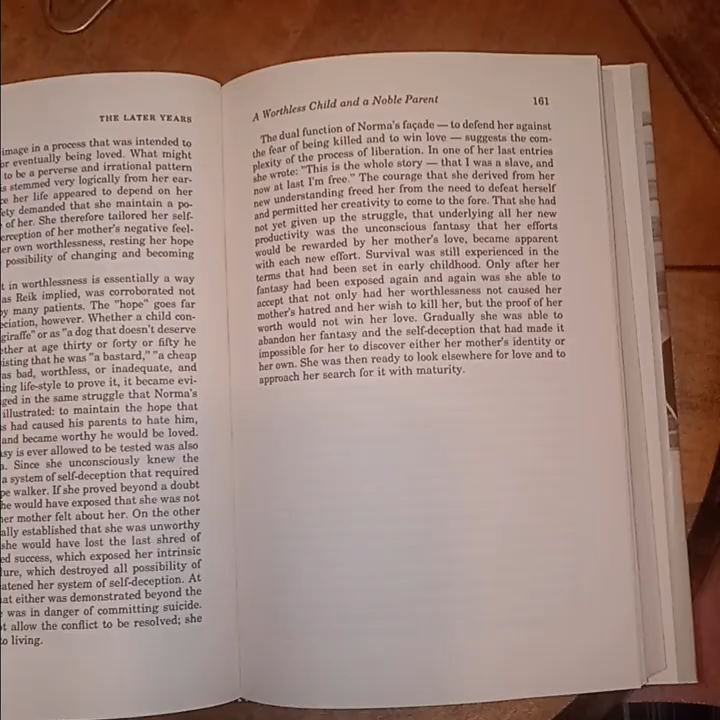 THE LATER YEARS
image in a process that was intended to
or eventually being loved. What might
to be a perverse and irrational pattern
s stemmed very logically from her ear-
ce her life appeared to depend on her
ety demanded that she maintain a po-
of her. She therefore tailored her self-
erception of her mother's negative feel-
er own worthlessness, resting her hope
possibility of changing and becoming
t in worthlessness is essentially a way
as Reik implied, was corroborated not
by many patients. The "hope" goes far
ciation, however. Whether a child con-
giraffe" or as "a dog that doesn't deserve
ether at age thirty or forty or fifty he
isting that he was "a bastard," "a cheap
as bad, worthless, or inadequate, and
ing life-style to prove it, it became evi-
ged in the same struggle that Norma's
illustrated: to maintain the hope that
s had caused his parents to hate him,
and became worthy he would be loved.
sy is ever allowed to be tested was also
a. Since she unconsciously knew the
a system of self-deception that required
pe walker. If she proved beyond a doubt
he would have exposed that she was not
her mother felt about her. On the other
ally established that she was unworthy
she would have lost the last shred of
ed success, which exposed her intrinsic
lure, which destroyed all possibility of
atened her system of self-deception. At
at either was demonstrated beyond the
was in danger of committing suicide.
t allow the conflict to be resolved; she
to living.
A Worthless Child and a Noble Parent 161
The dual function of Norma's façade — to defend her against
the fear of being killed and to win love — suggests the com-
plexity of the process of liberation. In one of her last entries
she wrote: "This is the whole story — that I was a slave, and
now at last I'm free." The courage that she derived from her
new understanding freed her from the need to defeat herself
and permitted her creativity to come to the fore. That she had
not yet given up the struggle, that underlying all her new
productivity was the unconscious fantasy that her efforts
would be rewarded by her mother's love, became apparent
with each new effort. Survival was still experienced in the
terms that had been set in early childhood. Only after her
fantasy had been exposed again and again was she able to
accept that not only had her worthlessness not caused her
mother's hatred and her wish to kill her, but the proof of her
worth would not win her love. Gradually she was able to
abandon her fantasy and the self-deception that had made it
impossible for her to discover either her mother's identity or
her own. She was then ready to look elsewhere for love and to
approach her search for it with maturity.